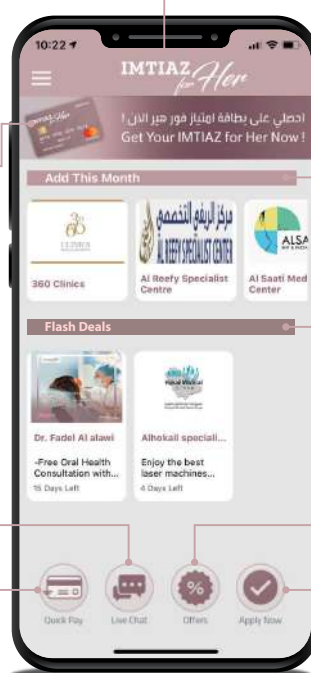 10:22
IMTIAZ
for Her
احصلي على بطاقة امتياز فور هير الان !
Get Your IMTIAZ for Her Now !
Add This Month
360
CLINICS
مركز الريفي التخصصي
AL REEFY SPECIALIST CENTER
ALSA
360 Clinics
Al Reefy Specialist
Centre
Al Saati Med
Center
Flash Deals
Dr. Fadel Al alawi
Alhokail speciali...
-Free Oral Health
Consultation with...
Enjoy the best
laser machines...
15 Days Left
4 Days Left
Quick Pay
Live Chat
Offers
Apply Now